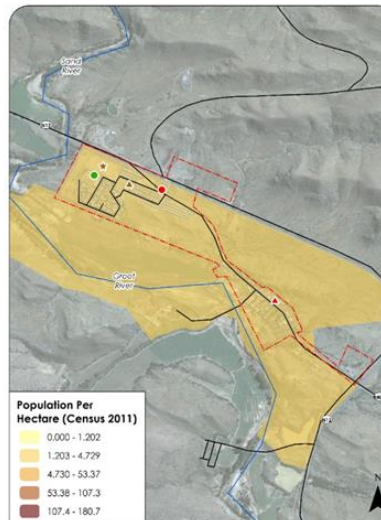 Sand
River
Groot
River
Population Per
Hectare (Census 2011)
0.000 - 1.202
1.203 - 4.729
4.730 - 53.37
53.38 - 107.3
107.4 - 180.7
N